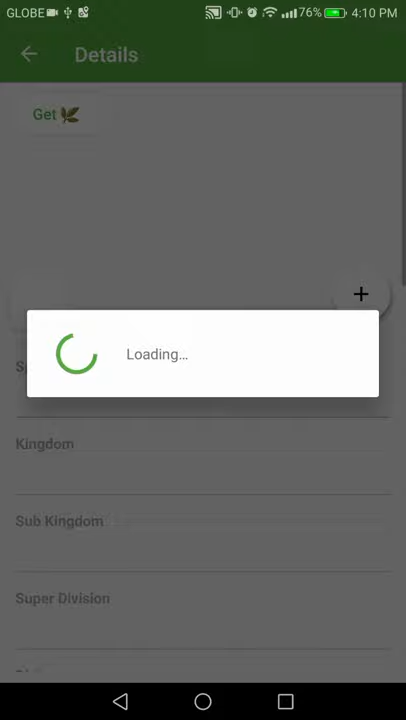 GLOBE 76% 4:10 PM
Details
Get
+
Loading...
Kingdom
Sub Kingdom
Super Division